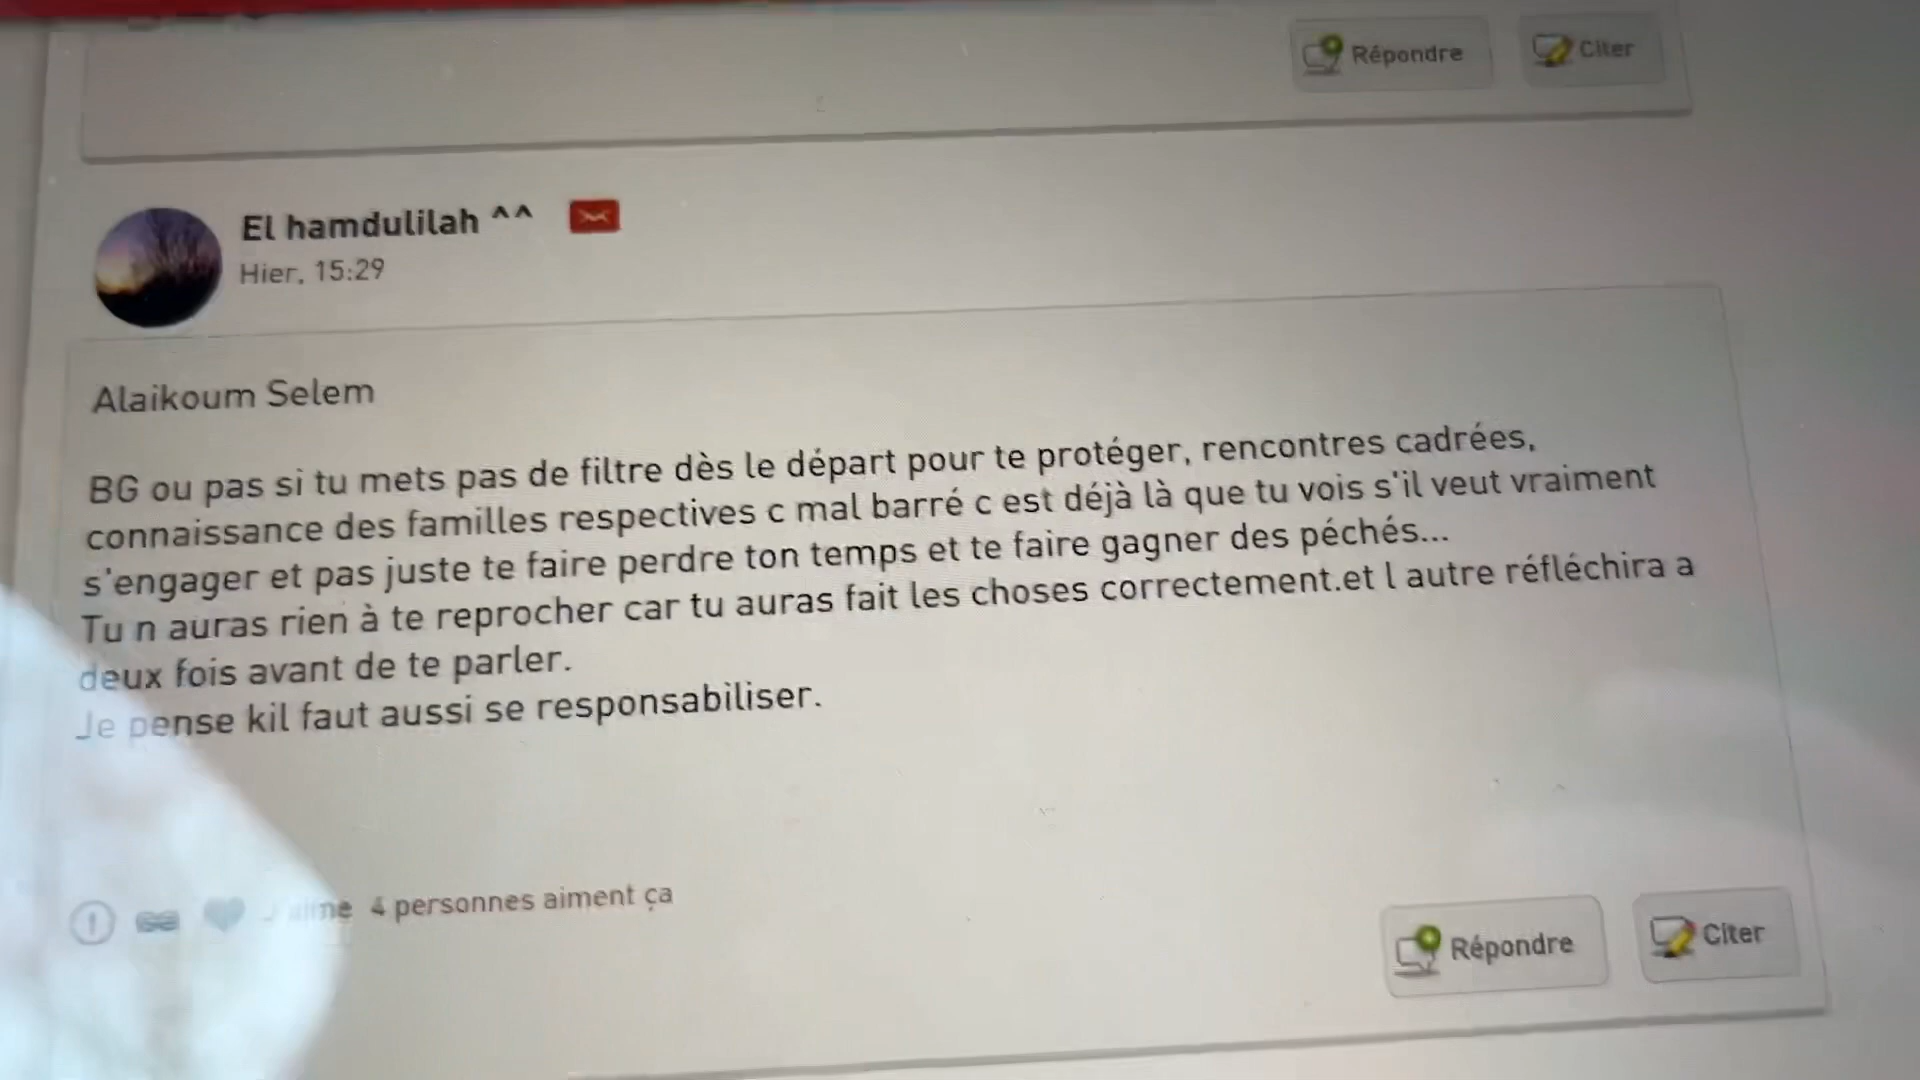 Répondre
Citer
El hamdulilah ^^
Hier, 15:29
Alaikoum Selem
BG ou pas si tu mets pas de filtre dès le départ pour te protéger, rencontres cadrées,
connaissance des familles respectives c mal barré c est déjà là que tu vois s'il veut vraiment
s'engager et pas juste te faire perdre ton temps et te faire gagner des péchés...
Tu n auras rien à te reprocher car tu auras fait les choses correctement.et l autre réfléchira a
deux fois avant de te parler.
Je pense kil faut aussi se responsabiliser.
4 personnes aiment ça
Répondre
Citer